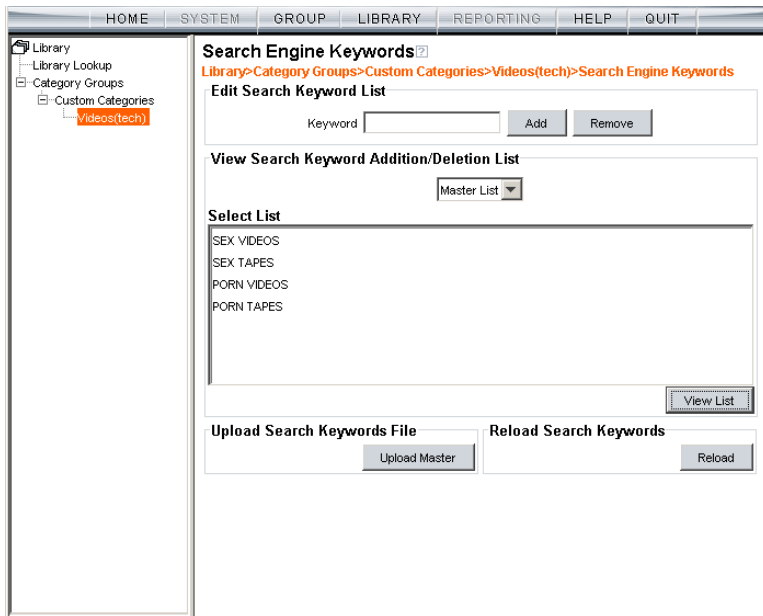 HOME SYSTEM GROUP LIBRARY REPORTING HELP QUIT
Library
Library Lookup
Category Groups
Custom Categories
Videos(tech)
Search Engine Keywords?
Library>Category Groups>Custom Categories>Videos(tech)>Search Engine Keywords
Edit Search Keyword List
Keyword Add Remove
View Search Keyword Addition/Deletion List
Master List
Select List
SEX VIDEOS
SEX TAPES
PORN VIDEOS
PORN TAPES
View List
Upload Search Keywords File
Upload Master
Reload Search Keywords
Reload